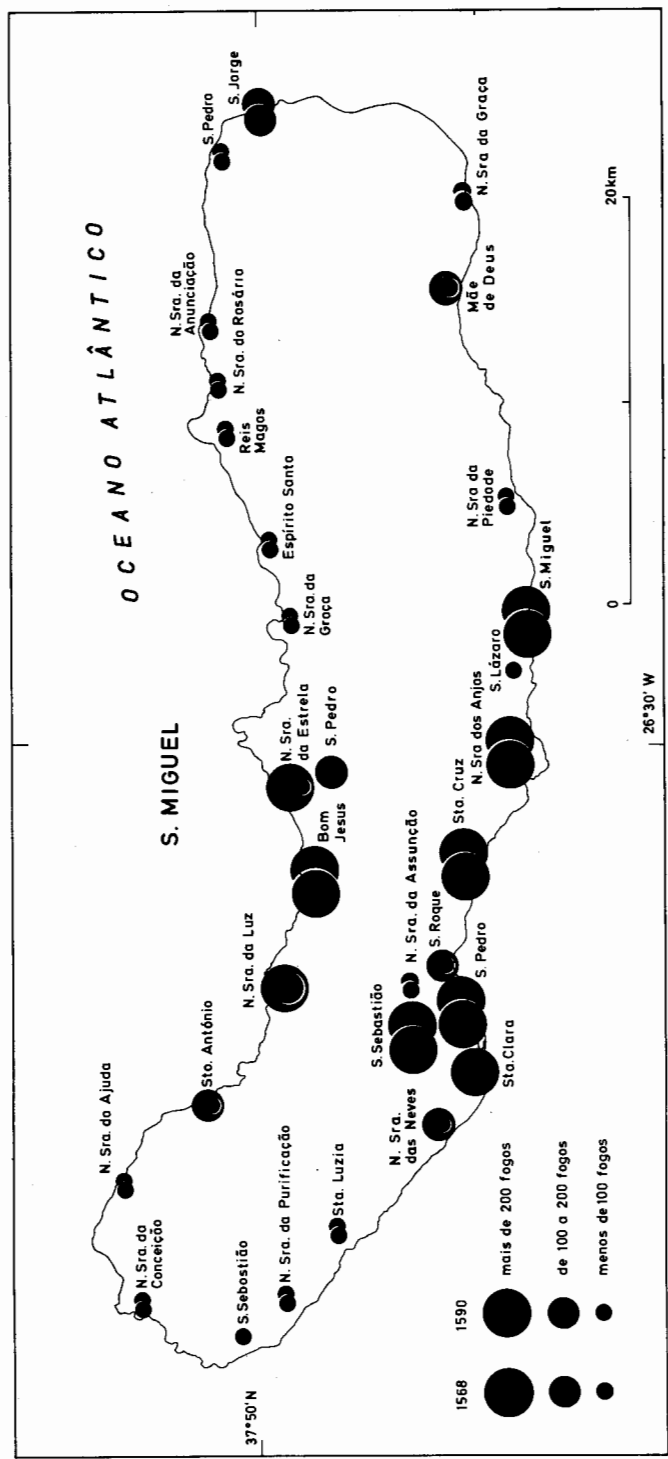 OCEANO ATLÂNTICO
S. MIGUEL
N. Sra. da
Conceição
N. Sra. da Ajuda
Sto. António
N. Sra. da Luz
Bom
Jesus
N. Sra.
da Estrela
S. Pedro
N. Sra. da
Graça
Espírito Santo
Reis
Magos
N. Sra. do Rosário
N. Sra. da
Anunciação
S. Pedro
S. Jorge
S. Sebastião
N. Sra. da Purificação
Sta. Luzia
N. Sra.
das Neves
S. Sebastião
N. Sra. da Assunção
S. Roque
S. Pedro
Sta. Clara
Sta. Cruz
N. Sra dos Anjos
S. Lázaro
S. Miguel
N. Sra da
Piedade
Mãe
de Deus
N. Sra da Graça
37°50' N
26°30' W
0
20km
1568
1590
mais de 200 fogos
de 100 a 200 fogos
menos de 100 fogos